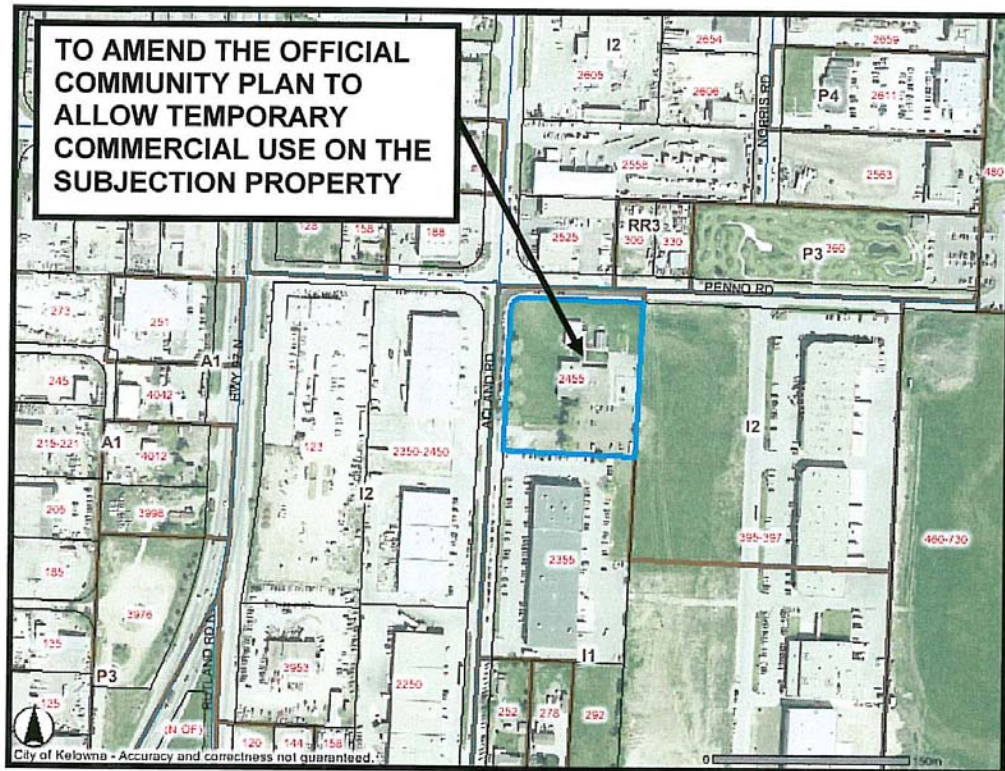 TO AMEND THE OFFICIAL
COMMUNITY PLAN TO
ALLOW TEMPORARY
COMMERCIAL USE ON THE
SUBJECTION PROPERTY
I2
2654
2659
2605
2606
NORRIS RD
P4
2611
2558
2563
480
128
158
188
2525
RR3
300
330
P3
360
PENNO RD
273
251
A1
HWY 97 N
ACLAND RD
2455
245
4042
215-221
A1
4012
123
2350-2450
I2
I2
205
3998
2355
395-397
460-730
185
3976
135
RUTLAND RD N
3953
I1
P3
2250
125
252
278
292
(N OF)
120
144
158
City of Kelowna - Accuracy and correctness not guaranteed.
0
150m